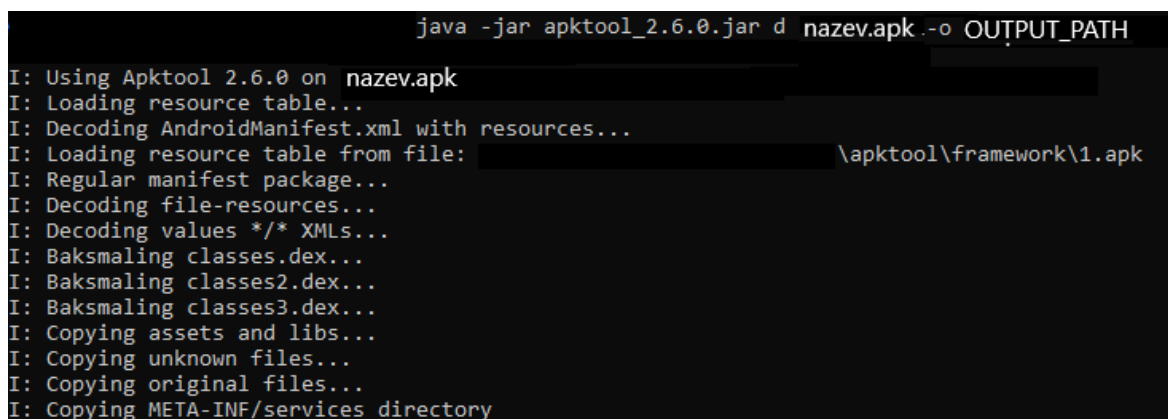 java -jar apktool_2.6.0.jar d nazev.apk -o OUTPUT_PATH
I: Using Apktool 2.6.0 on nazev.apk
I: Loading resource table...
I: Decoding AndroidManifest.xml with resources...
I: Loading resource table from file: \apktool\framework\1.apk
I: Regular manifest package...
I: Decoding file-resources...
I: Decoding values */* XMLs...
I: Baksmaling classes.dex...
I: Baksmaling classes2.dex...
I: Baksmaling classes3.dex...
I: Copying assets and libs...
I: Copying unknown files...
I: Copying original files...
I: Copying META-INF/services directory